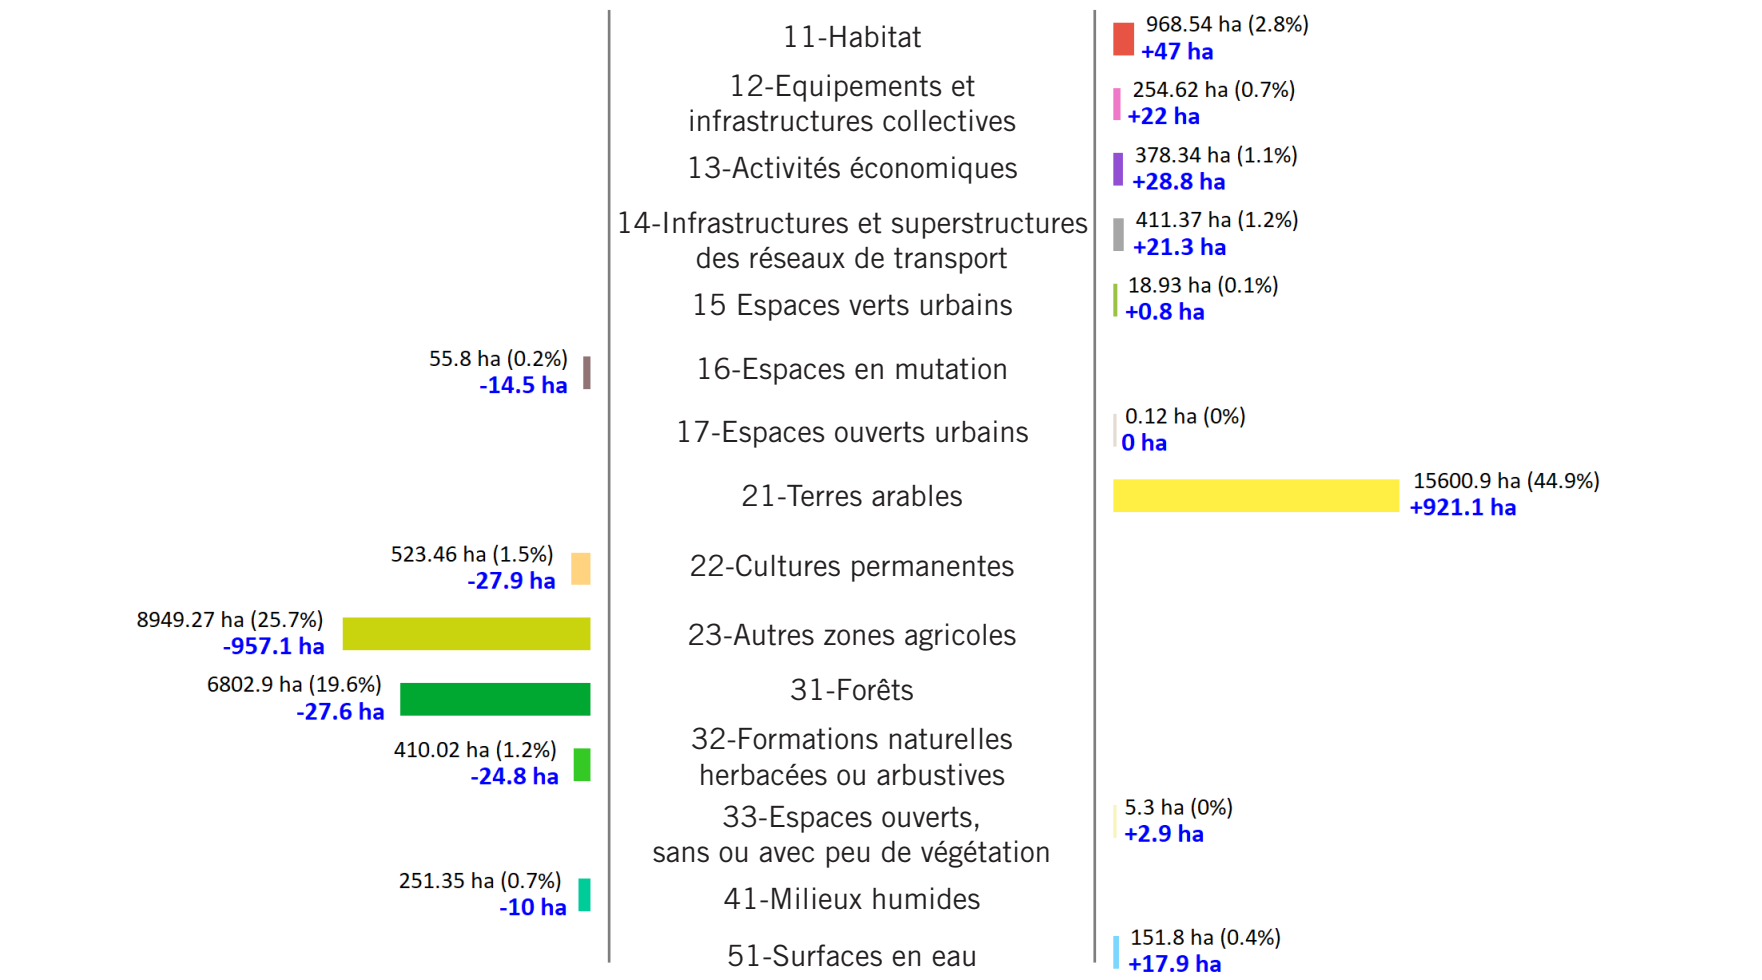 11-Habitat
968.54 ha (2.8%)
+47 ha
12-Equipements et
infrastructures collectives
254.62 ha (0.7%)
+22 ha
13-Activités économiques
378.34 ha (1.1%)
+28.8 ha
14-Infrastructures et superstructures
des réseaux de transport
411.37 ha (1.2%)
+21.3 ha
15 Espaces verts urbains
18.93 ha (0.1%)
+0.8 ha
55.8 ha (0.2%)
-14.5 ha
16-Espaces en mutation
17-Espaces ouverts urbains
0.12 ha (0%)
0 ha
21-Terres arables
15600.9 ha (44.9%)
+921.1 ha
523.46 ha (1.5%)
-27.9 ha
22-Cultures permanentes
8949.27 ha (25.7%)
-957.1 ha
23-Autres zones agricoles
6802.9 ha (19.6%)
-27.6 ha
31-Forêts
410.02 ha (1.2%)
-24.8 ha
32-Formations naturelles
herbacées ou arbustives
33-Espaces ouverts,
sans ou avec peu de végétation
5.3 ha (0%)
+2.9 ha
251.35 ha (0.7%)
-10 ha
41-Milieux humides
51-Surfaces en eau
151.8 ha (0.4%)
+17.9 ha